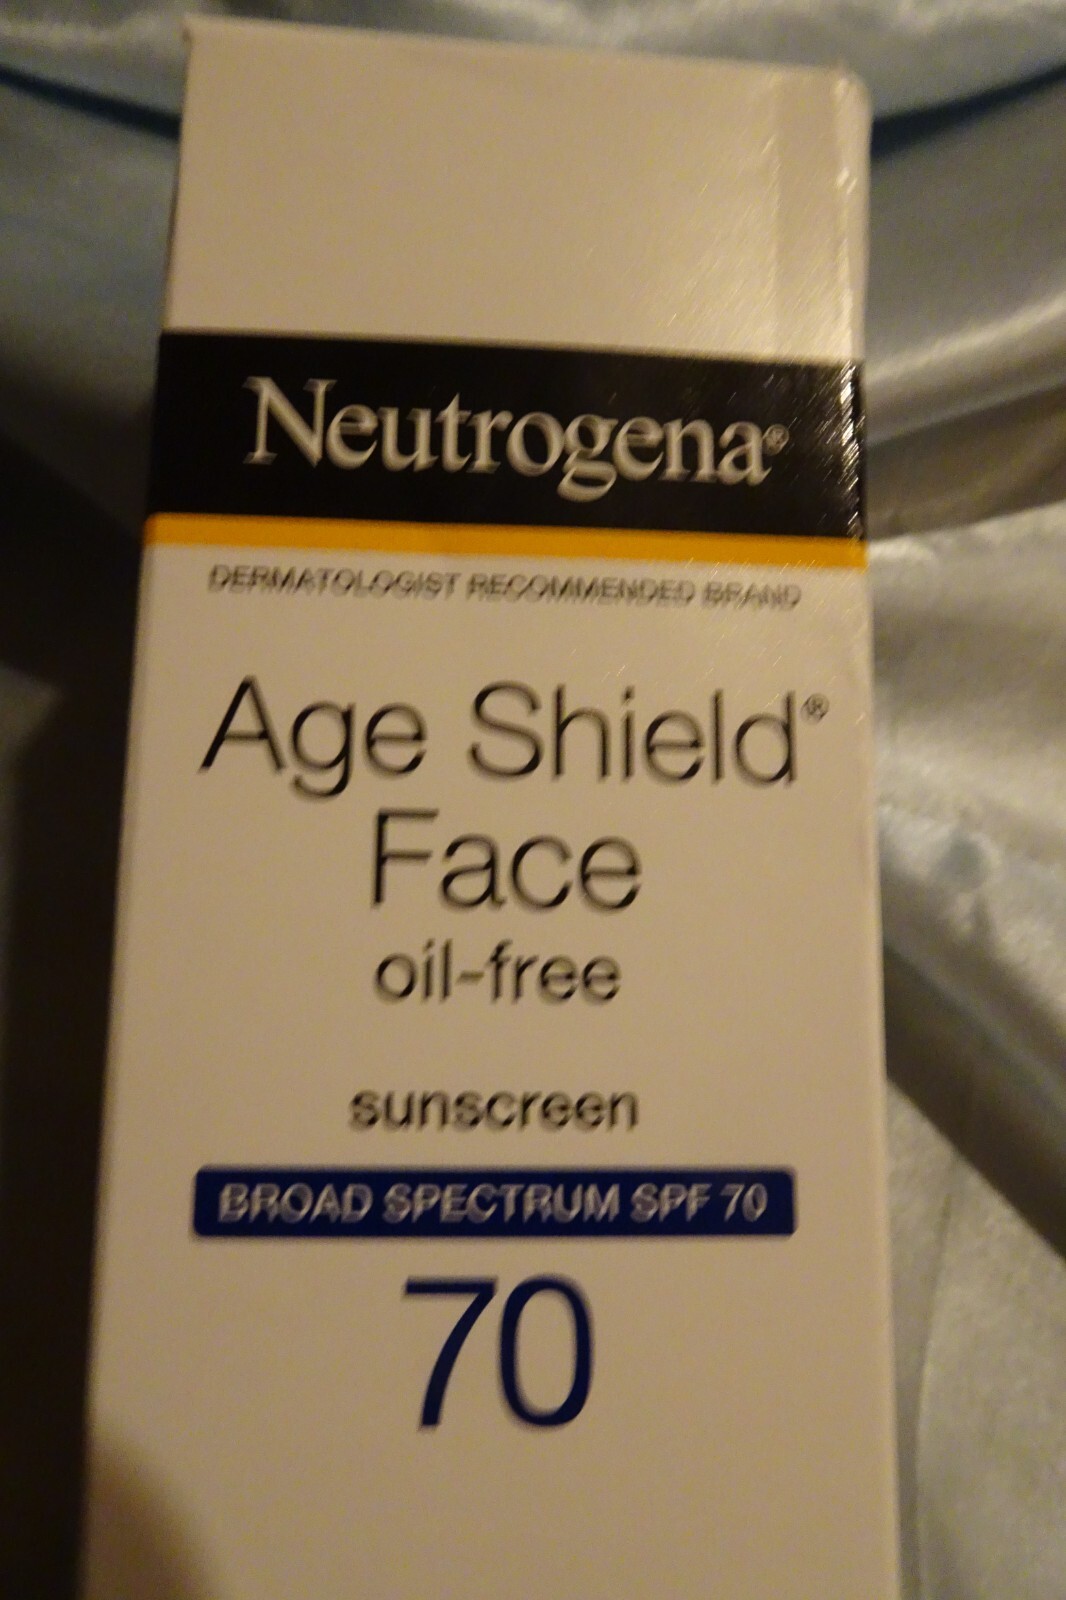 Neutrogena®
DERMATOLOGIST RECOMMENDED BRAND
Age Shield®
Face
oil-free
sunscreen
BROAD SPECTRUM SPF 70
70